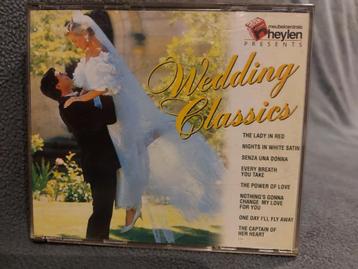 meubelcentrale
heylen
PRESENTS
Wedding
Classics
THE LADY IN RED
NIGHTS IN WHITE SATIN
SENZA UNA DONNA
EVERY BREATH
YOU TAKE
THE POWER OF LOVE
NOTHING'S GONNA
CHANGE MY LOVE
FOR YOU
ONE DAY I'LL FLY AWAY
THE CAPTAIN OF
HER HEART